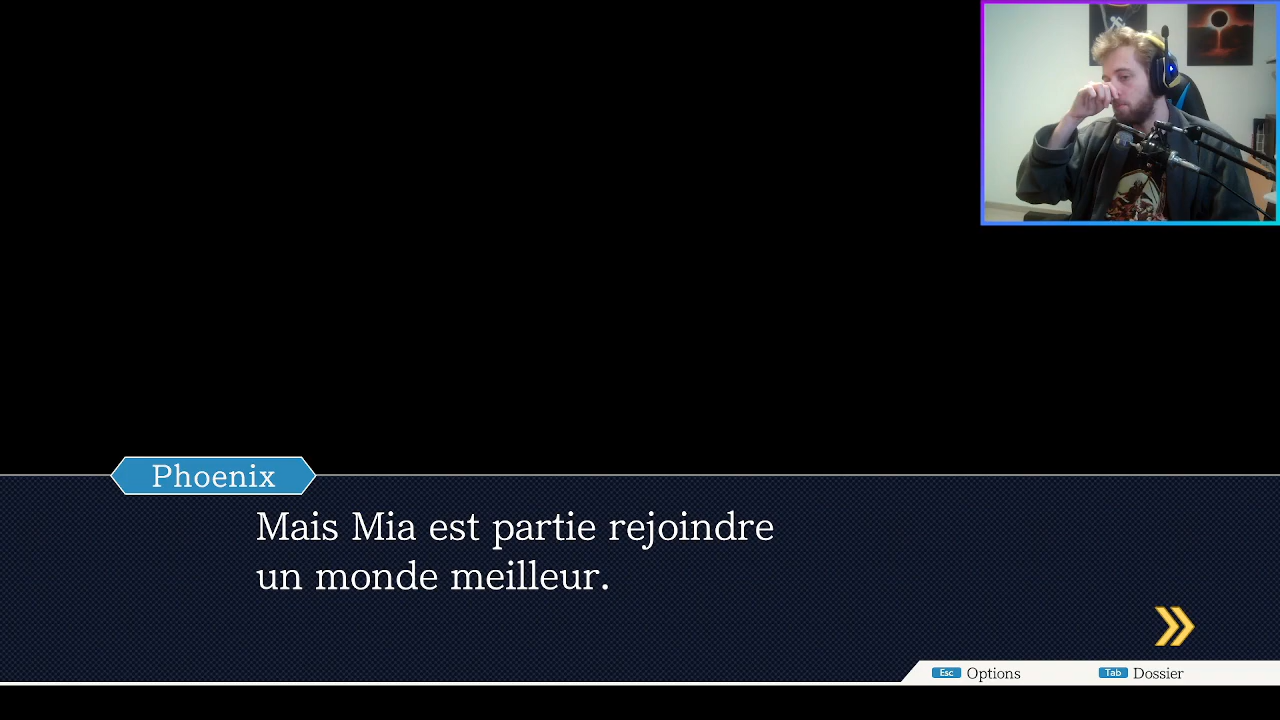 Phoenix
Mais Mia est partie rejoindre
un monde meilleur.
Esc Options
Tab Dossier